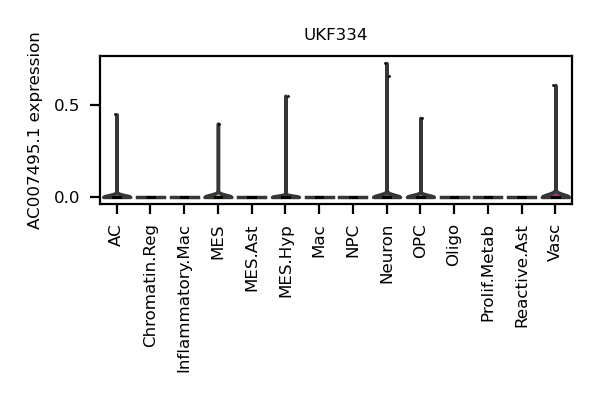 UKF334
AC007495.1 expression
0.5
0.0
AC
Chromatin.Reg
Inflammatory.Mac
MES
MES.Ast
MES.Hyp
Mac
NPC
Neuron
OPC
Oligo
Prolif.Metab
Reactive.Ast
Vasc